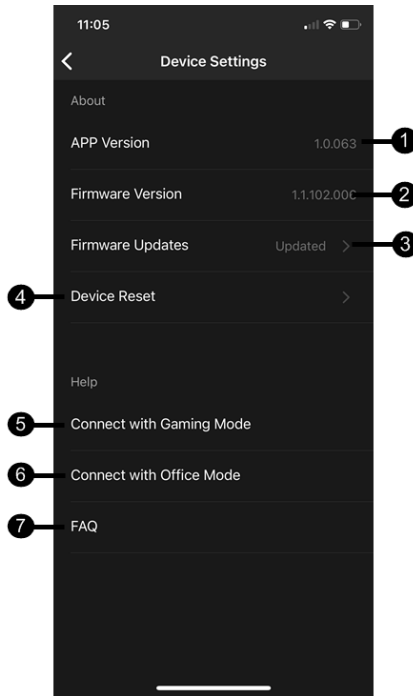 11:05
Device Settings
About
APP Version 1.0.063 1
Firmware Version 1.1.102.00 2
Firmware Updates Updated 3
4 Device Reset
Help
5 Connect with Gaming Mode
6 Connect with Office Mode
7 FAQ